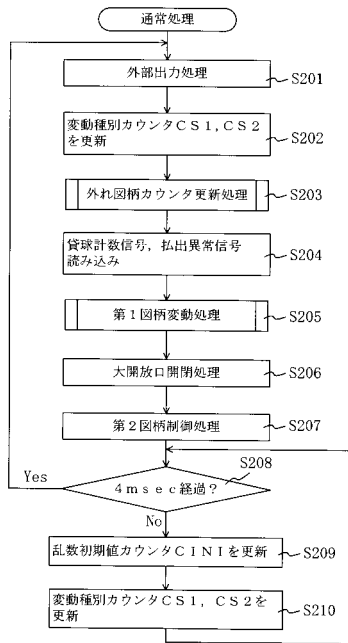 通常処理
外部出力処理
S201
変動種別カウンタCS1,CS2
を更新
S202
外れ図柄カウンタ更新処理
S203
貸球計数信号,払出異常信号
読み込み
S204
第1図柄変動処理
S205
大開放口開閉処理
S206
第2図柄制御処理
S207
S208
Yes
4msec経過?
No
乱数初期値カウンタCINIを更新
S209
変動種別カウンタCS1, CS2を
更新
S210